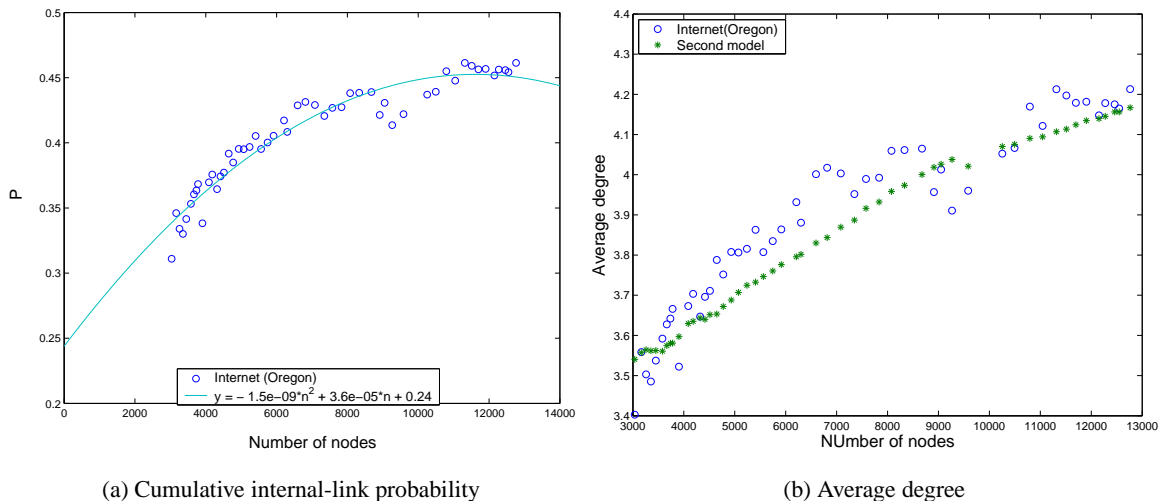 0.5
0.45
0.4
0.35
0.3
0.25
0.2
P
0 2000 4000 6000 8000 10000 12000 14000
Number of nodes
Internet (Oregon)
y = − 1.5e−09*n² + 3.6e−05*n + 0.24
(a) Cumulative internal-link probability
4.4
4.3
4.2
4.1
4
3.9
3.8
3.7
3.6
3.5
3.4
Average degree
3000 4000 5000 6000 7000 8000 9000 10000 11000 12000 13000
NUmber of nodes
Internet(Oregon)
Second model
(b) Average degree